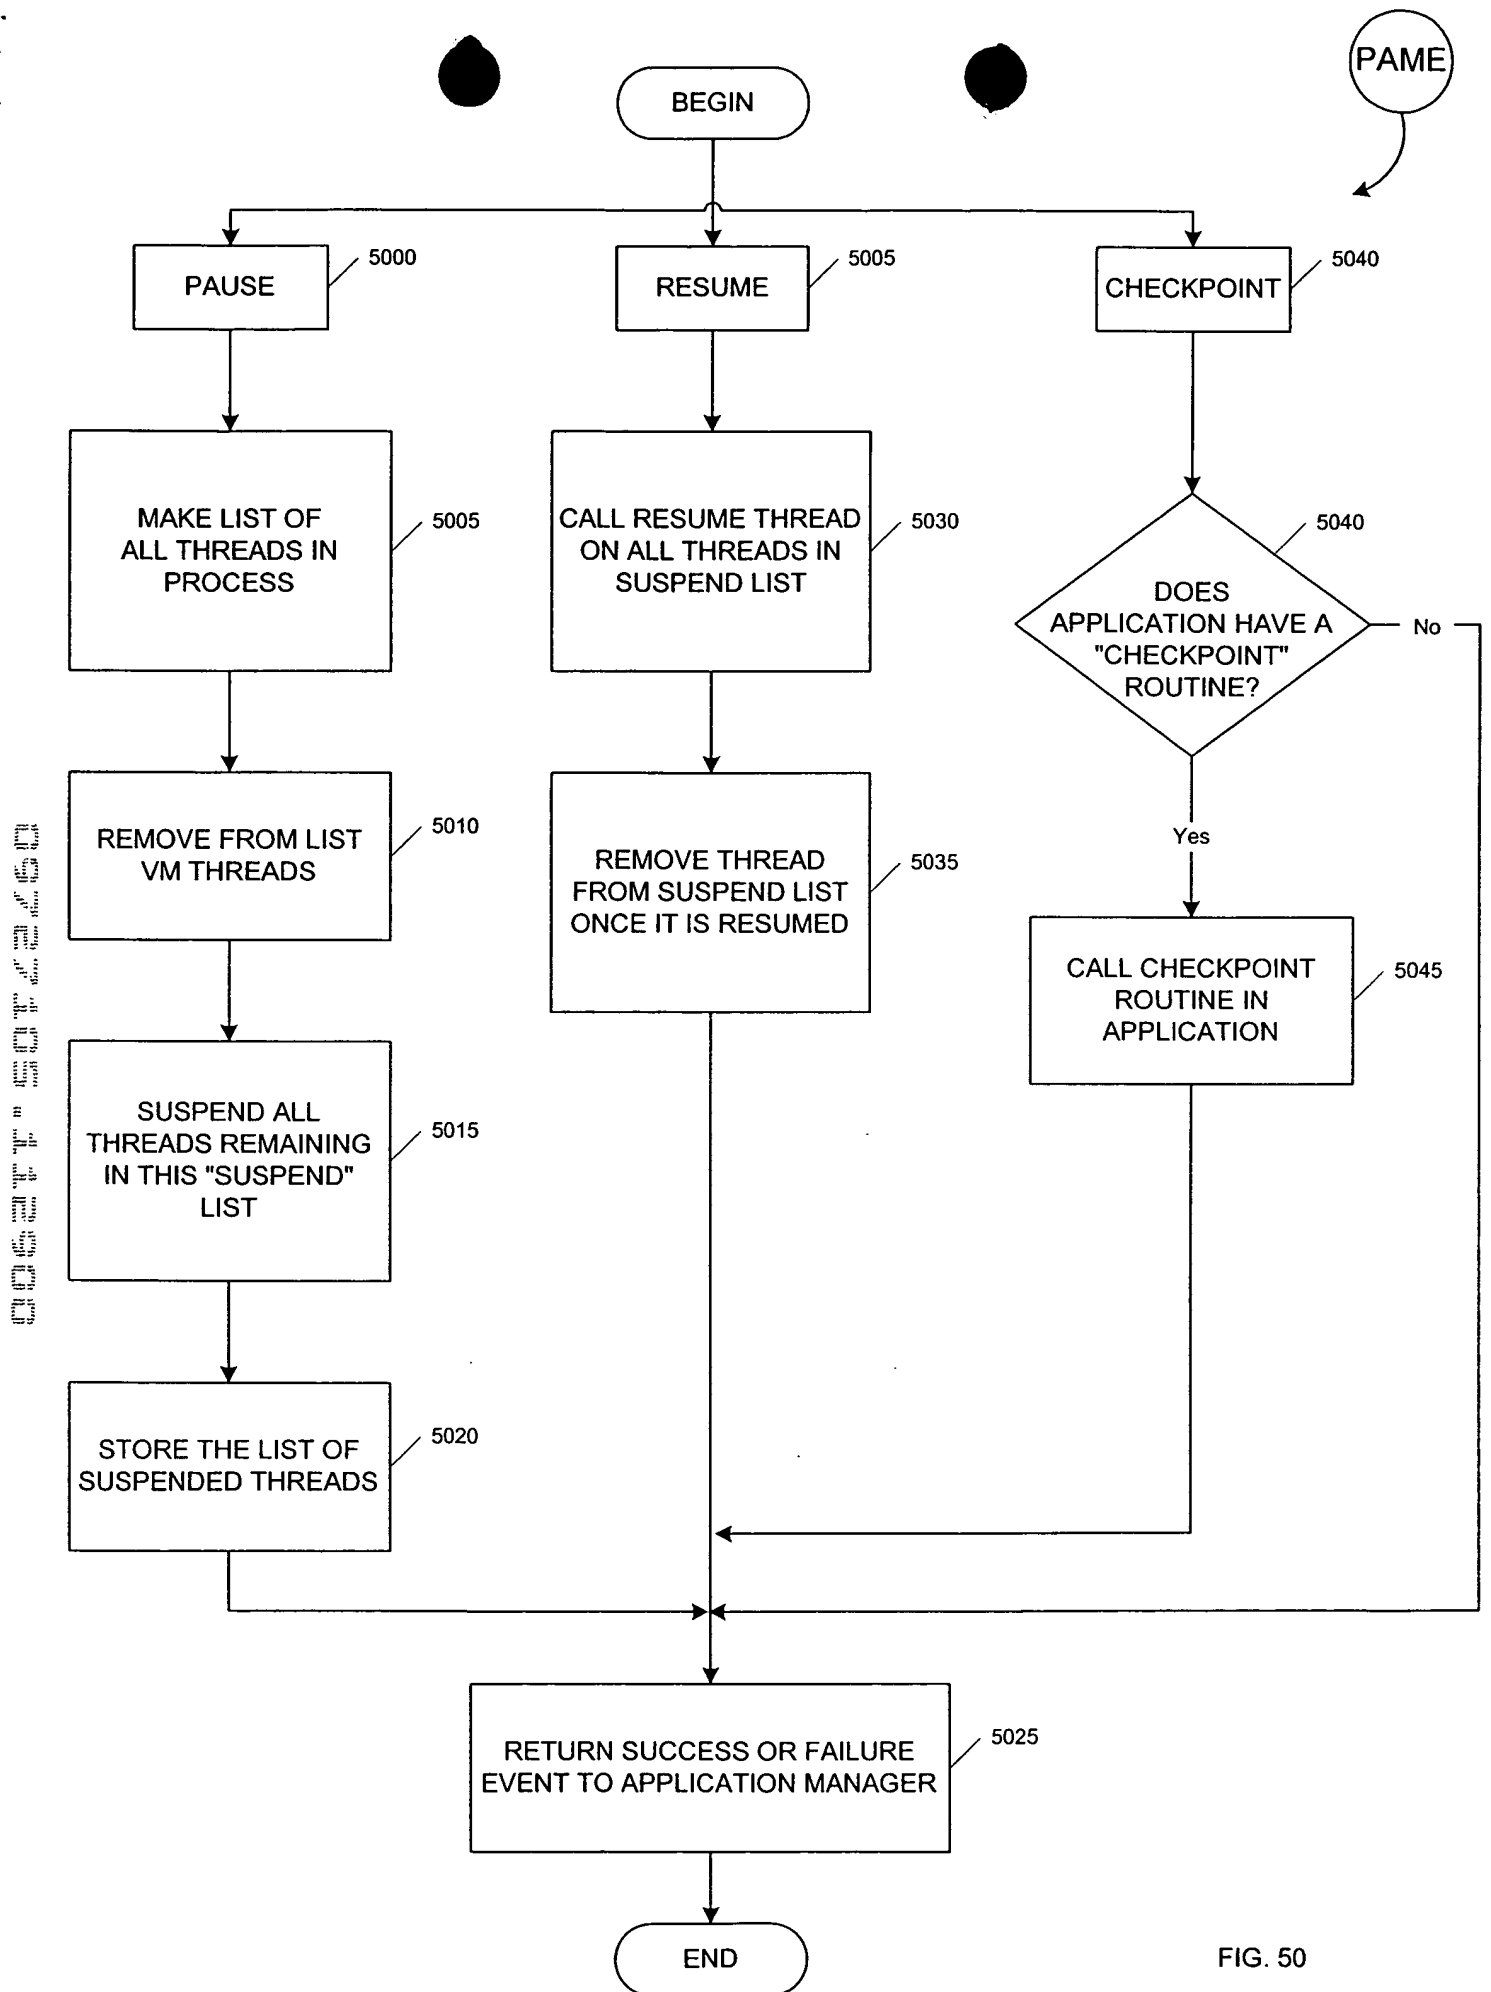 PAME
BEGIN
PAUSE
5000
RESUME
5005
CHECKPOINT
5040
MAKE LIST OF
ALL THREADS IN
PROCESS
5005
CALL RESUME THREAD
ON ALL THREADS IN
SUSPEND LIST
5030
DOES
APPLICATION HAVE A
"CHECKPOINT"
ROUTINE?
5040
No
Yes
REMOVE FROM LIST
VM THREADS
5010
REMOVE THREAD
FROM SUSPEND LIST
ONCE IT IS RESUMED
5035
CALL CHECKPOINT
ROUTINE IN
APPLICATION
5045
SUSPEND ALL
THREADS REMAINING
IN THIS "SUSPEND"
LIST
5015
STORE THE LIST OF
SUSPENDED THREADS
5020
RETURN SUCCESS OR FAILURE
EVENT TO APPLICATION MANAGER
5025
END
FIG. 50